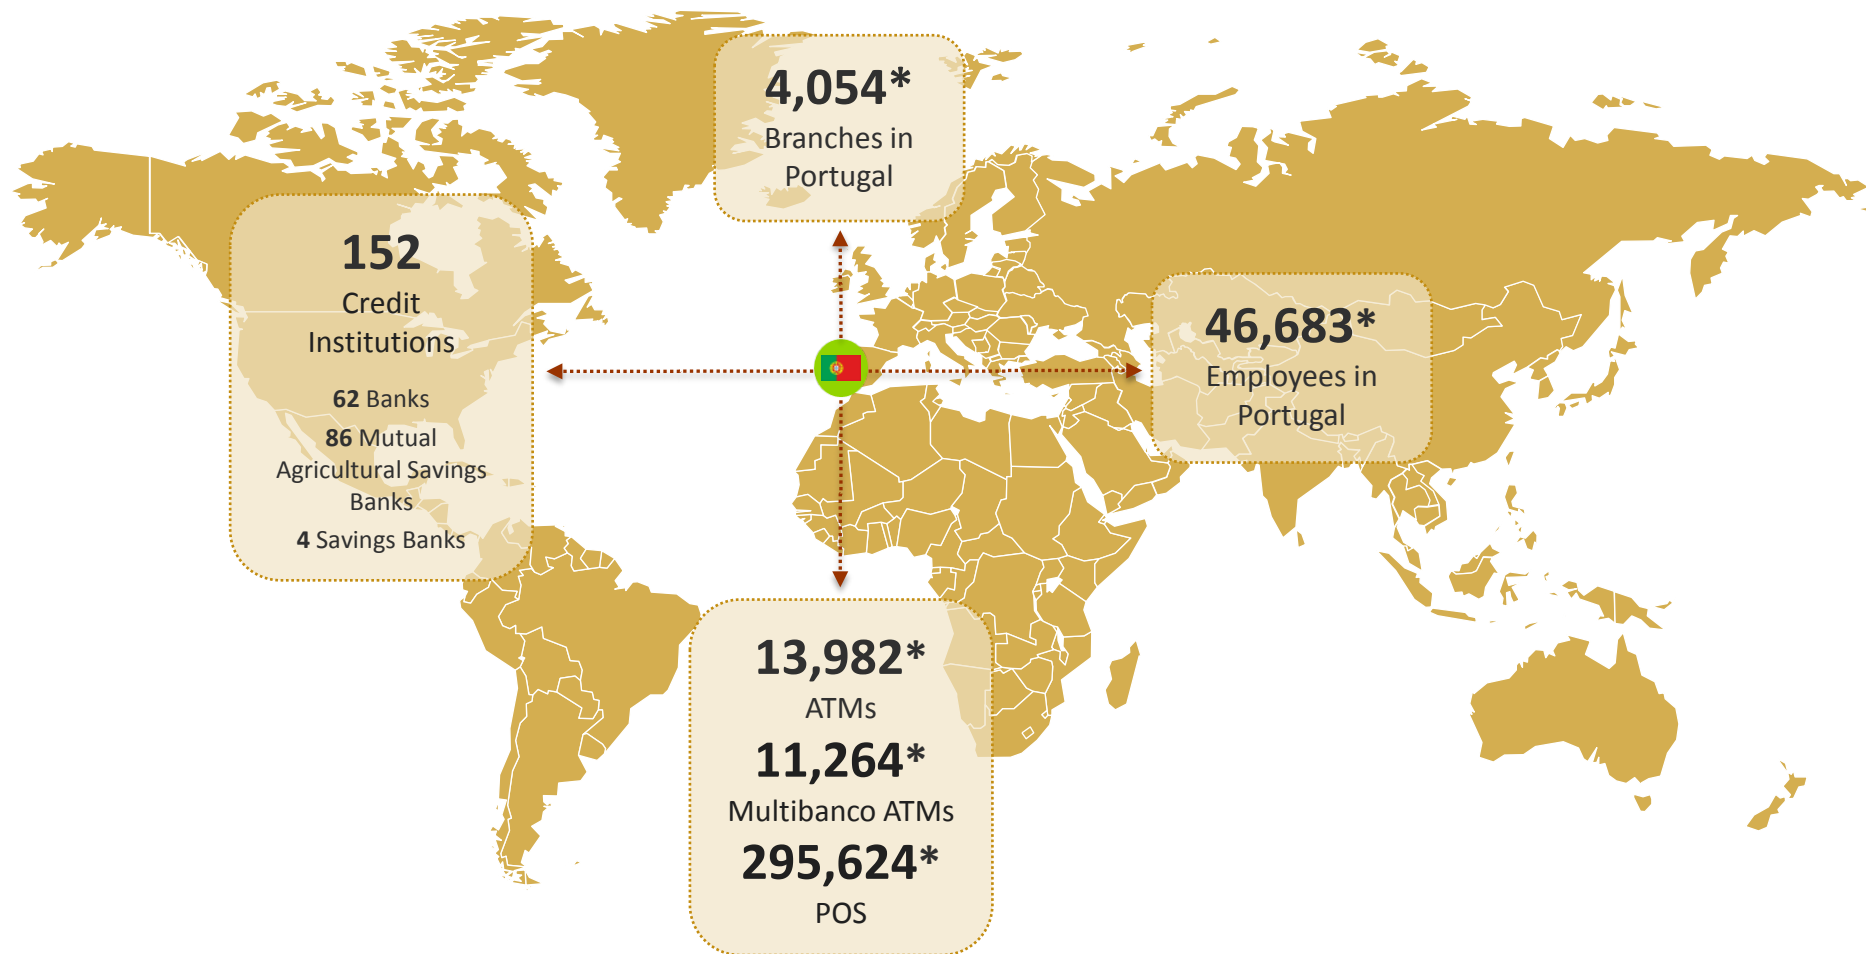 4,054*
Branches in
Portugal
152
Credit
Institutions
62 Banks
86 Mutual
Agricultural Savings
Banks
4 Savings Banks
46,683*
Employees in
Portugal
13,982*
ATMs
11,264*
Multibanco ATMs
295,624*
POS